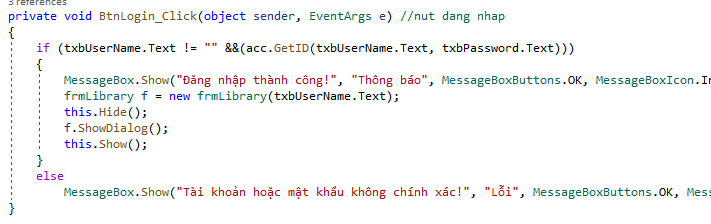 3 references
private void BtnLogin_Click(object sender, EventArgs e) //nut dang nhap
{
if (txbUserName.Text != "" &&(acc.GetID(txbUserName.Text, txbPassword.Text)))
{
MessageBox.Show("Đăng nhập thành công!", "Thông báo", MessageBoxButtons.OK, MessageBoxIcon.In
frmLibrary f = new frmLibrary(txbUserName.Text);
this.Hide();
f.ShowDialog();
this.Show();
}
else
MessageBox.Show("Tài khoản hoặc mật khẩu không chính xác!", "Lỗi", MessageBoxButtons.OK, Mess
}